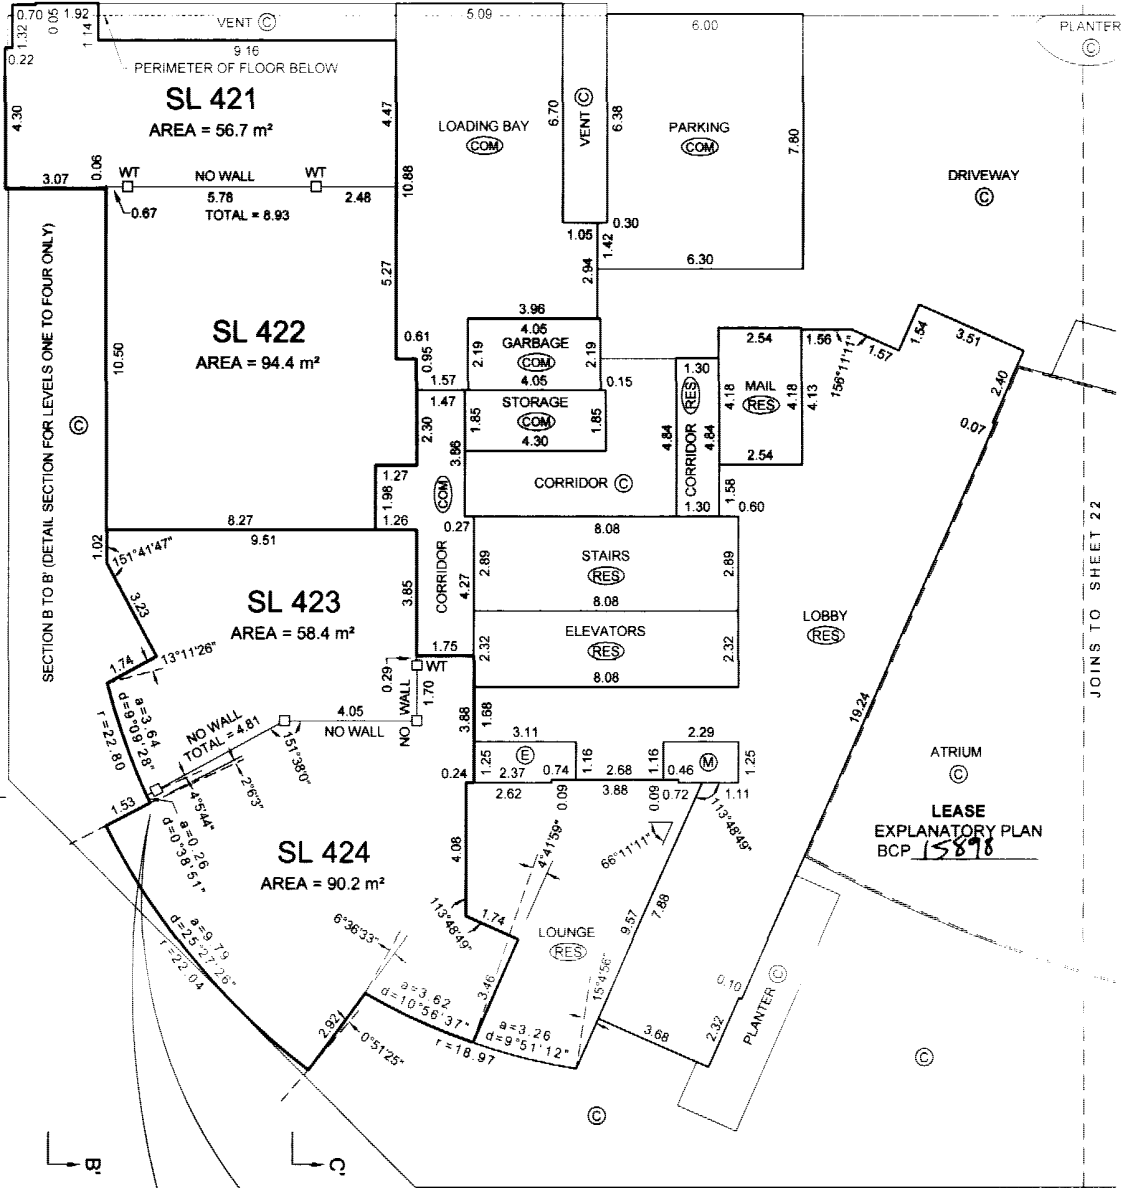 0.70
0.05
1.92
1.32
1.14
0.22
VENT Ⓒ
9.16
PERIMETER OF FLOOR BELOW
5.09
6.00
PLANTER
Ⓒ
4.30
SL 421
AREA = 56.7 m²
4.47
LOADING BAY
COM
6.70
VENT Ⓒ
6.38
PARKING
COM
7.80
DRIVEWAY
Ⓒ
3.07
0.06
WT
NO WALL
WT
5.78
2.48
TOTAL = 8.93
0.67
10.88
1.05
0.30
1.42
2.94
6.30
5.27
SECTION B TO B' (DETAIL SECTION FOR LEVELS ONE TO FOUR ONLY)
Ⓒ
10.50
SL 422
AREA = 94.4 m²
0.61
0.95
3.96
4.05
GARBAGE
COM
2.19
2.19
4.05
1.57
0.15
1.47
STORAGE
COM
1.85
1.85
4.30
2.30
3.86
1.30
CORRIDOR RES
4.84
4.84
1.30
2.54
MAIL
RES
4.18
4.18
4.13
2.54
1.56
156°11'11"
1.57
1.54
3.51
2.40
0.07
1.27
1.98
1.26
COM
CORRIDOR
CORRIDOR Ⓒ
1.58
0.60
8.27
9.51
0.27
8.08
1.02
151°41'47"
3.23
3.85
4.27
2.89
STAIRS
RES
2.89
8.08
SL 423
AREA = 58.4 m²
ELEVATORS
RES
2.32
2.32
8.08
LOBBY
RES
1.74
13°11'26"
1.75
0.29
WT
1.70
NO WALL
3.88
1.68
a=3.64
d=9°09'28"
r=22.80
NO WALL
TOTAL = 4.81
4.05
NO WALL
151°38'0"
2°6'3"
4°5'44"
3.11
Ⓔ
1.25
0.24
2.37
0.74
1.16
2.68
1.16
2.29
Ⓜ
0.46
1.25
2.62
0.09
3.88
0.09
0.72
1.11
113°48'49"
19.24
JOINS TO SHEET 22
ATRIUM
Ⓒ
LEASE
EXPLANATORY PLAN
BCP 15898
1.53
a=0.26
d=0°38'51"
SL 424
AREA = 90.2 m²
4.08
4°41'59"
66°11'11"
113°48'49"
1.74
a=9.79
d=25°27'26"
r=22.04
6°36'33"
LOUNGE
RES
9.57
7.88
3.46
15°4'56"
a=3.62
d=10°56'37"
r=18.97
a=3.26
d=9°51'12"
2.92
0°51'25"
3.68
0.10
2.32
PLANTER Ⓒ
Ⓒ
Ⓒ
B'
C'